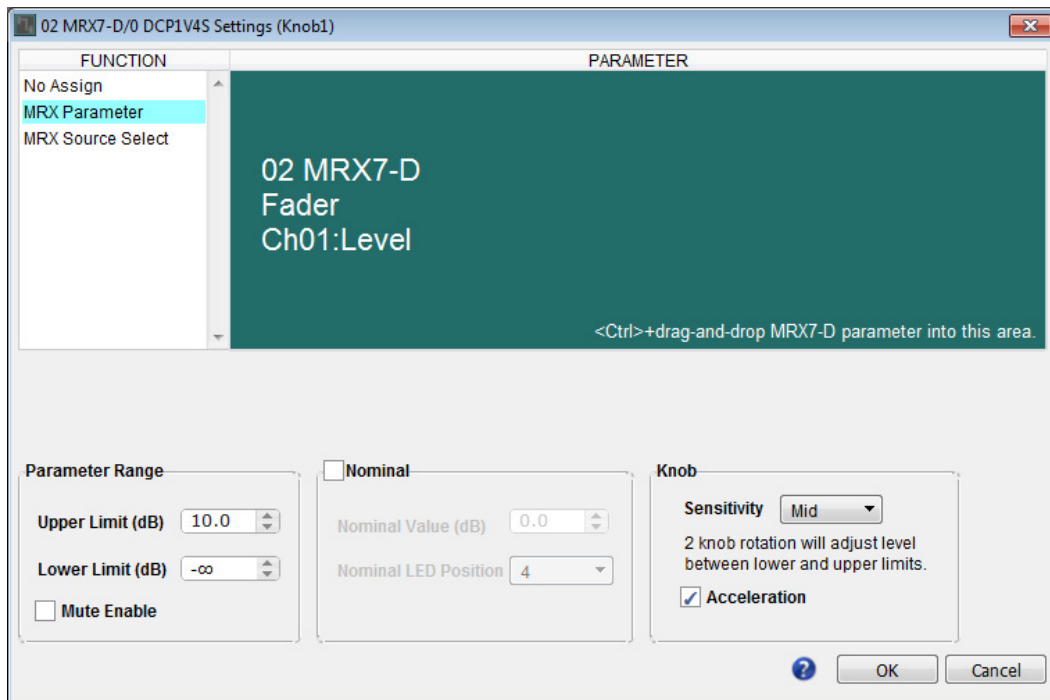 02 MRX7-D/0 DCP1V4S Settings (Knob1)
FUNCTION
PARAMETER
No Assign
MRX Parameter
MRX Source Select
02 MRX7-D
Fader
Ch01:Level
<Ctrl>+drag-and-drop MRX7-D parameter into this area.
Parameter Range
Upper Limit (dB) 10.0
Lower Limit (dB) -∞
Mute Enable
Nominal
Nominal Value (dB) 0.0
Nominal LED Position 4
Knob
Sensitivity Mid
2 knob rotation will adjust level
between lower and upper limits.
Acceleration
? OK Cancel